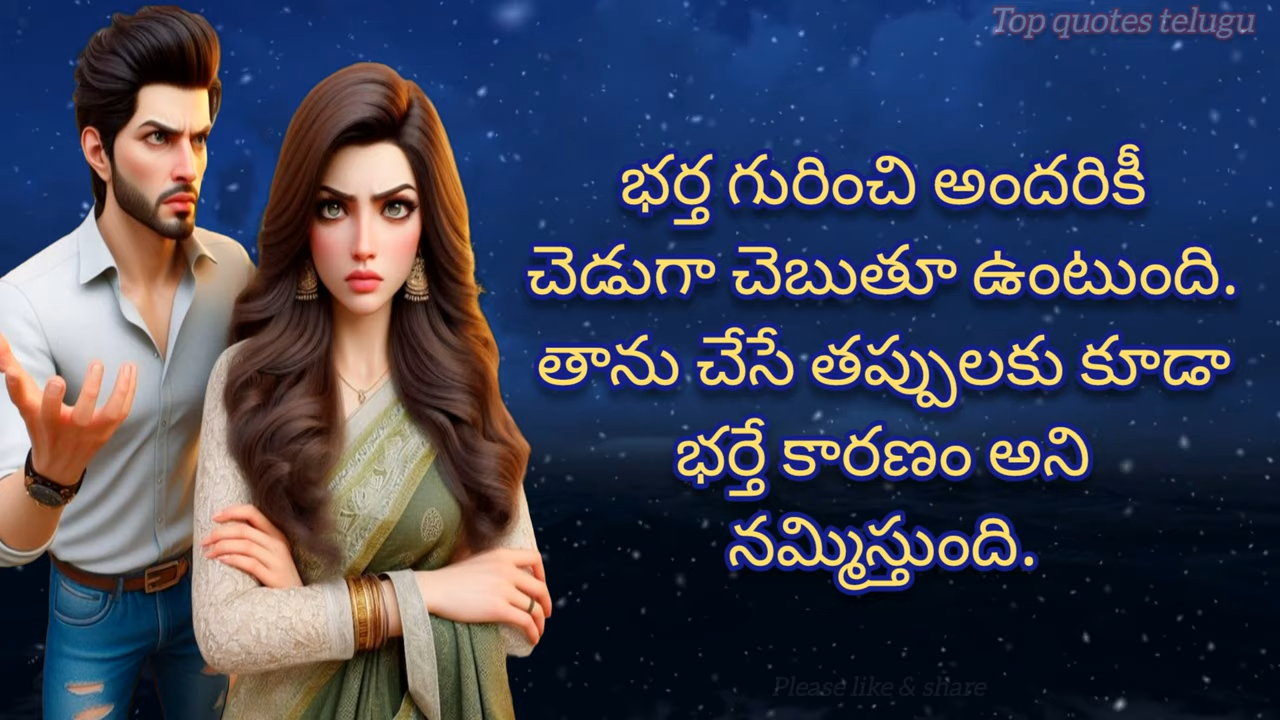 Top quotes telugu
భర్త గురించి అందరికీ
చెడుగా చెబుతూ ఉంటుంది.
తాను చేసే తప్పులకు కూడా
భర్తే కారణం అని
నమ్మిస్తుంది.
Please like & share